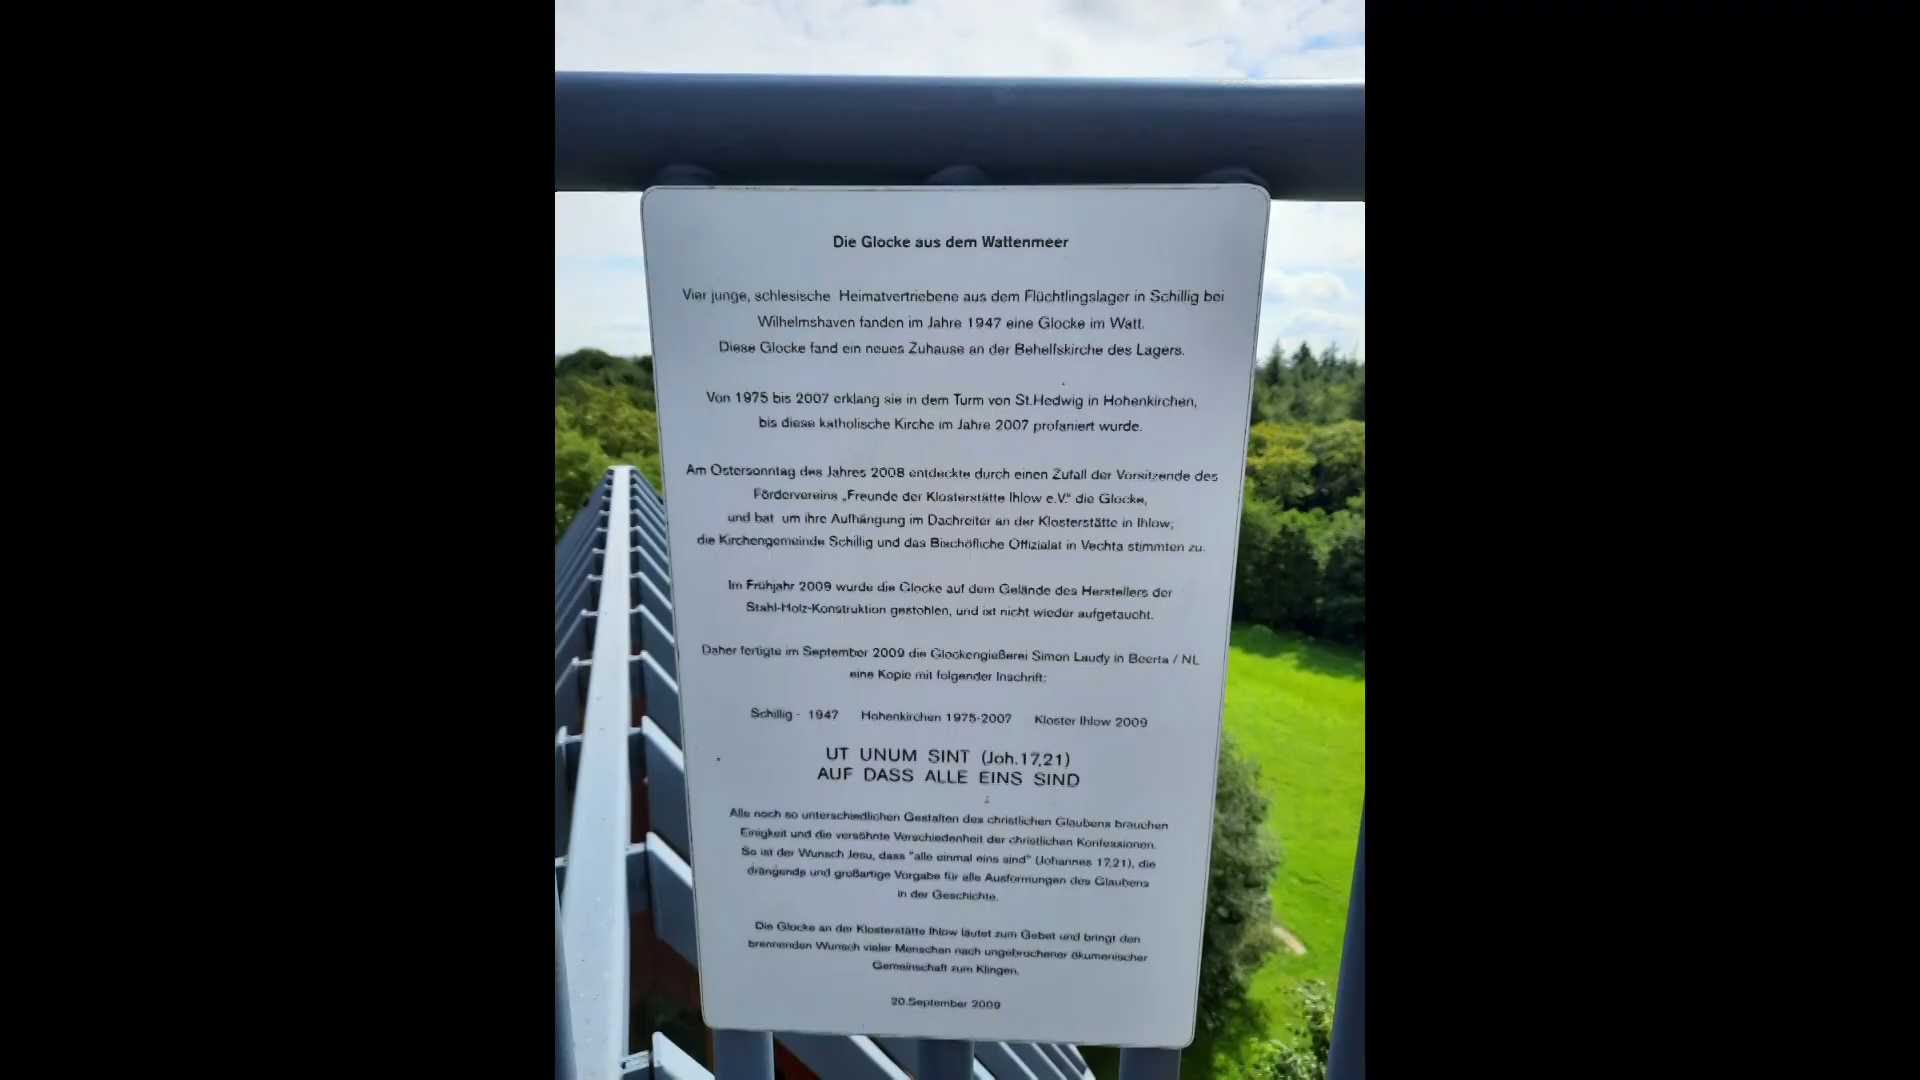 Die Glocke aus dem Wattenmeer
Vier junge, schlesische Heimatvertriebene aus dem Flüchtlingslager in Schillig bei
Wilhelmshaven fanden im Jahre 1947 eine Glocke im Watt.
Diese Glocke fand ein neues Zuhause an der Behelfskirche des Lagers.
Von 1975 bis 2007 erklang sie in dem Turm von St.Hedwig in Hohenkirchen,
bis diese katholische Kirche im Jahre 2007 profaniert wurde.
Am Ostersonntag des Jahres 2008 entdeckte durch einen Zufall der Vorsitzende des
Fördervereins „Freunde der Klosterstätte Ihlow e.V.“ die Glocke,
und bat um ihre Aufhängung im Dachreiter an der Klosterstätte in Ihlow;
die Kirchengemeinde Schillig und das Bischöfliche Offizialat in Vechta stimmten zu.
Im Frühjahr 2009 wurde die Glocke auf dem Gelände des Herstellers der
Stahl-Holz-Konstruktion gestohlen, und ist nicht wieder aufgetaucht.
Daher fertigte im September 2009 die Glockengießerei Simon Laudy in Beerta / NL
eine Kopie mit folgender Inschrift:
Schillig - 1947 Hohenkirchen 1975-2007 Kloster Ihlow 2009
UT UNUM SINT (Joh.17,21)
AUF DASS ALLE EINS SIND
Alle noch so unterschiedlichen Gestalten des christlichen Glaubens brauchen
Einigkeit und die versöhnte Verschiedenheit der christlichen Konfessionen.
So ist der Wunsch Jesu, dass "alle einmal eins sind" (Johannes 17,21), die
drängende und großartige Vorgabe für alle Ausformungen des Glaubens
in der Geschichte.
Die Glocke an der Klosterstätte Ihlow läutet zum Gebet und bringt den
brennenden Wunsch vieler Menschen nach ungebrochener ökumenischer
Gemeinschaft zum Klingen.
20.September 2009